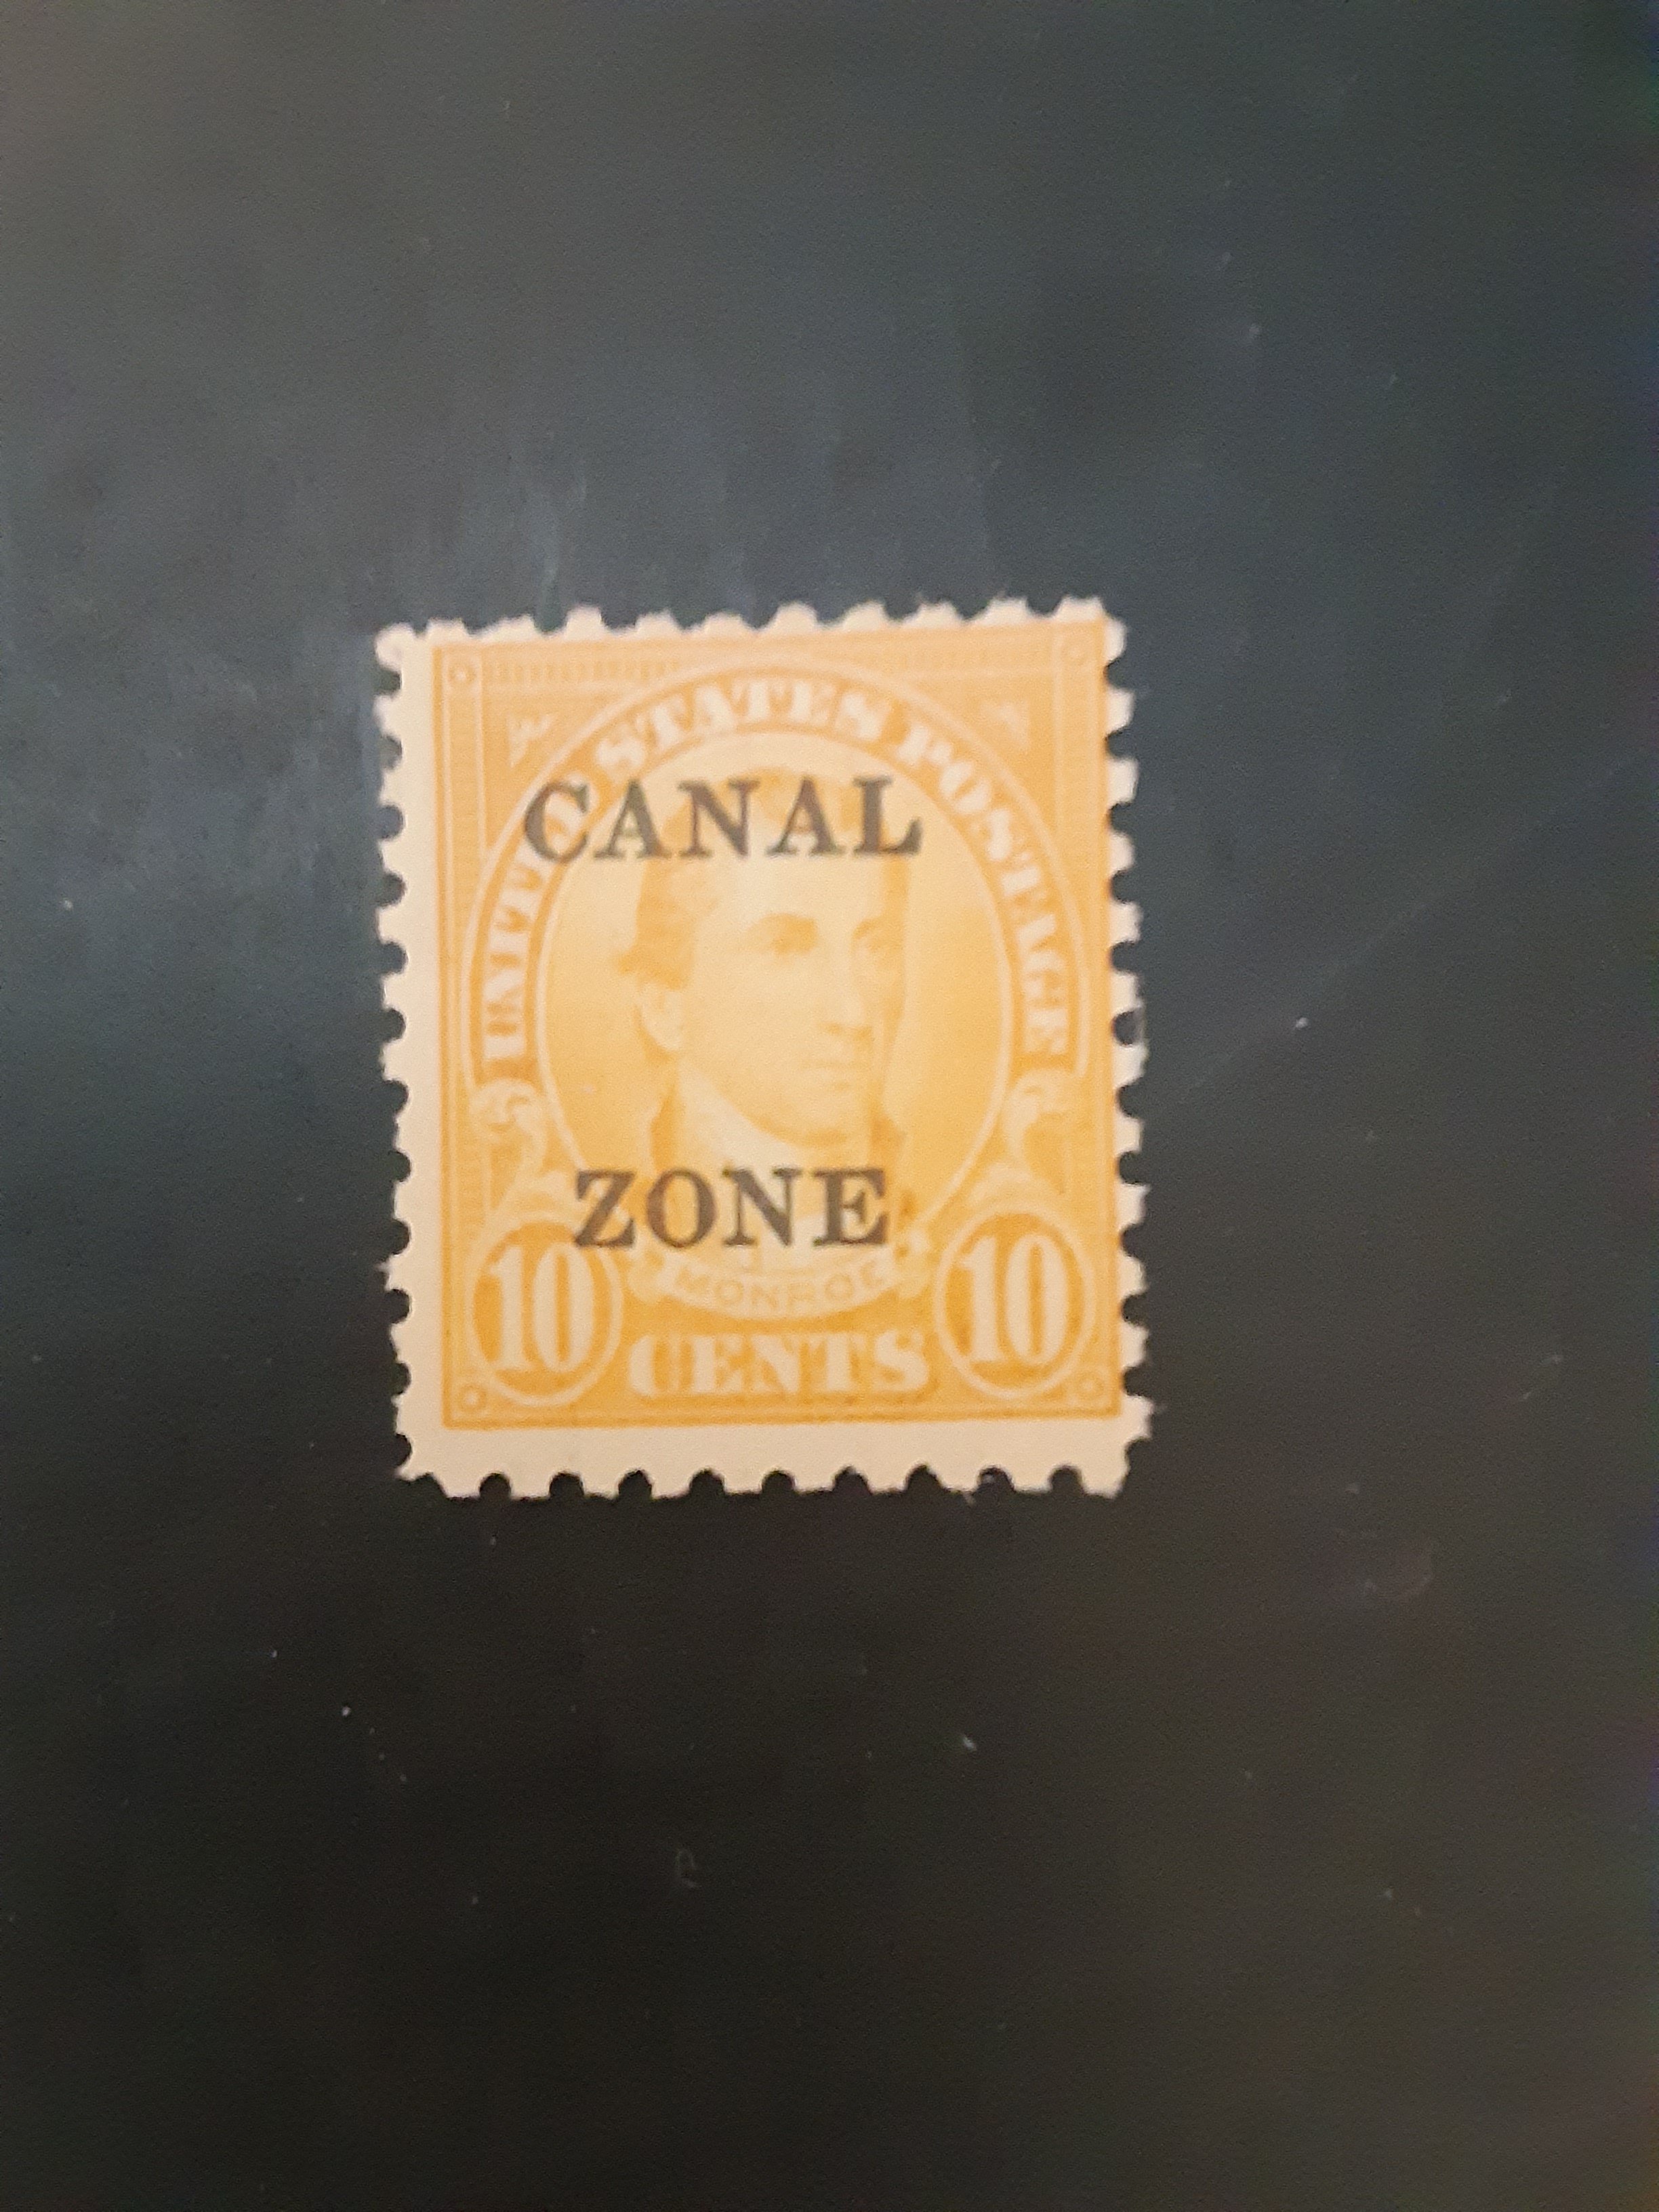 UNITED STATES POSTAGE
CANAL
ZONE
MONROE
10 CENTS 10